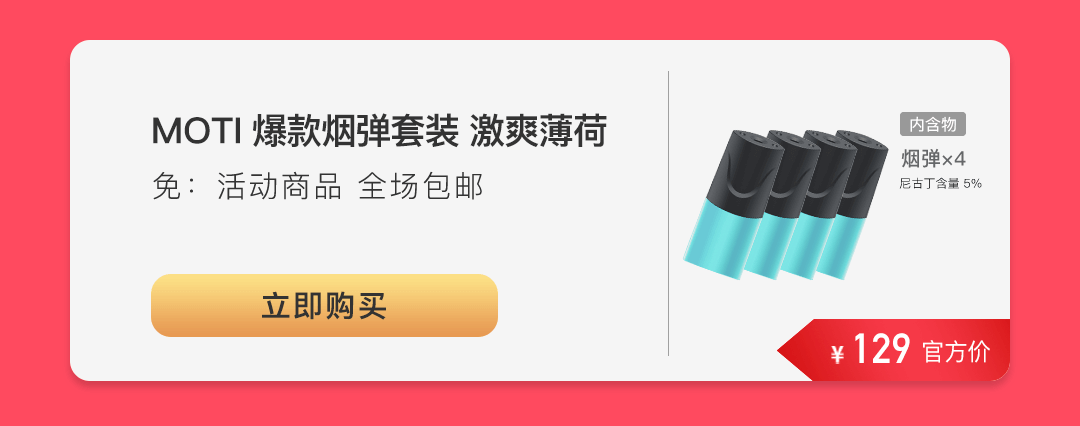 MOTI 爆款烟弹套装 激爽薄荷
免：活动商品 全场包邮
立即购买
内含物
烟弹×4
尼古丁含量 5%
¥ 129 官方价